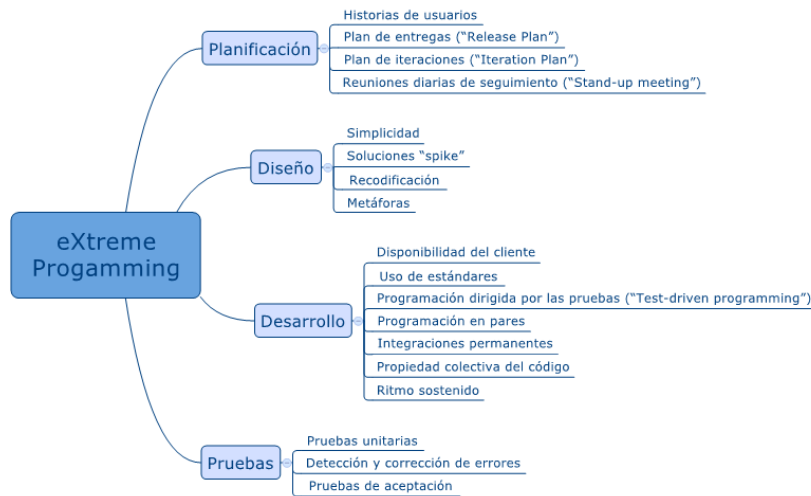 eXtreme
Progamming
Planificación
Historias de usuarios
Plan de entregas (“Release Plan”)
Plan de iteraciones (“Iteration Plan”)
Reuniones diarias de seguimiento (“Stand-up meeting”)
Diseño
Simplicidad
Soluciones “spike”
Recodificación
Metáforas
Desarrollo
Disponibilidad del cliente
Uso de estándares
Programación dirigida por las pruebas (“Test-driven programming”)
Programación en pares
Integraciones permanentes
Propiedad colectiva del código
Ritmo sostenido
Pruebas
Pruebas unitarias
Detección y corrección de errores
Pruebas de aceptación